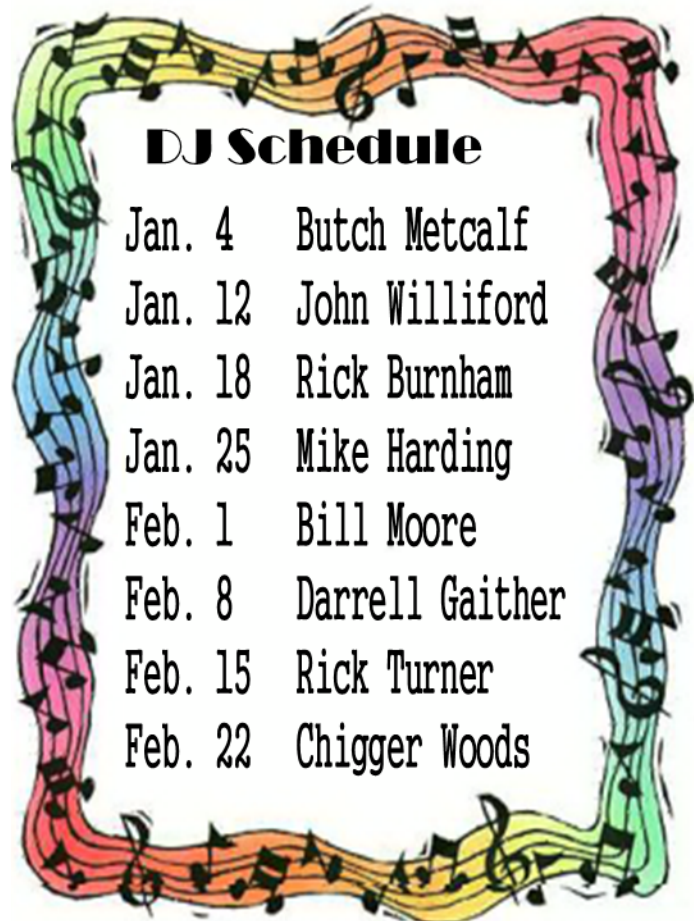 DJ Schedule
Jan. 4 Butch Metcalf
Jan. 12 John Williford
Jan. 18 Rick Burnham
Jan. 25 Mike Harding
Feb. 1 Bill Moore
Feb. 8 Darrell Gaither
Feb. 15 Rick Turner
Feb. 22 Chigger Woods